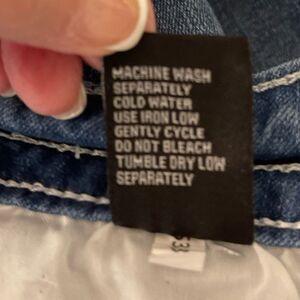 MACHINE WASH
SEPARATELY
COLD WATER
USE IRON LOW
GENTLY CYCLE
DO NOT BLEACH
TUMBLE DRY LOW
SEPARATELY